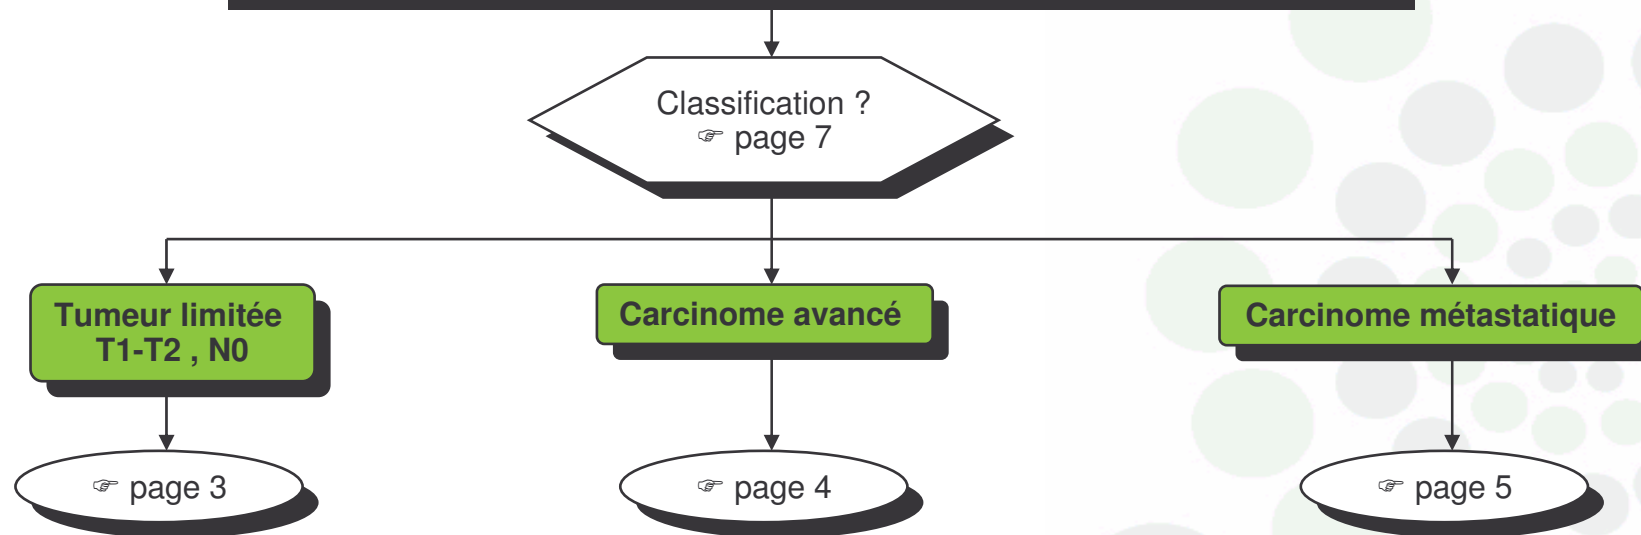 Classification ?
☞ page 7
Tumeur limitée
T1-T2 , N0
Carcinome avancé
Carcinome métastatique
☞ page 3
☞ page 4
☞ page 5